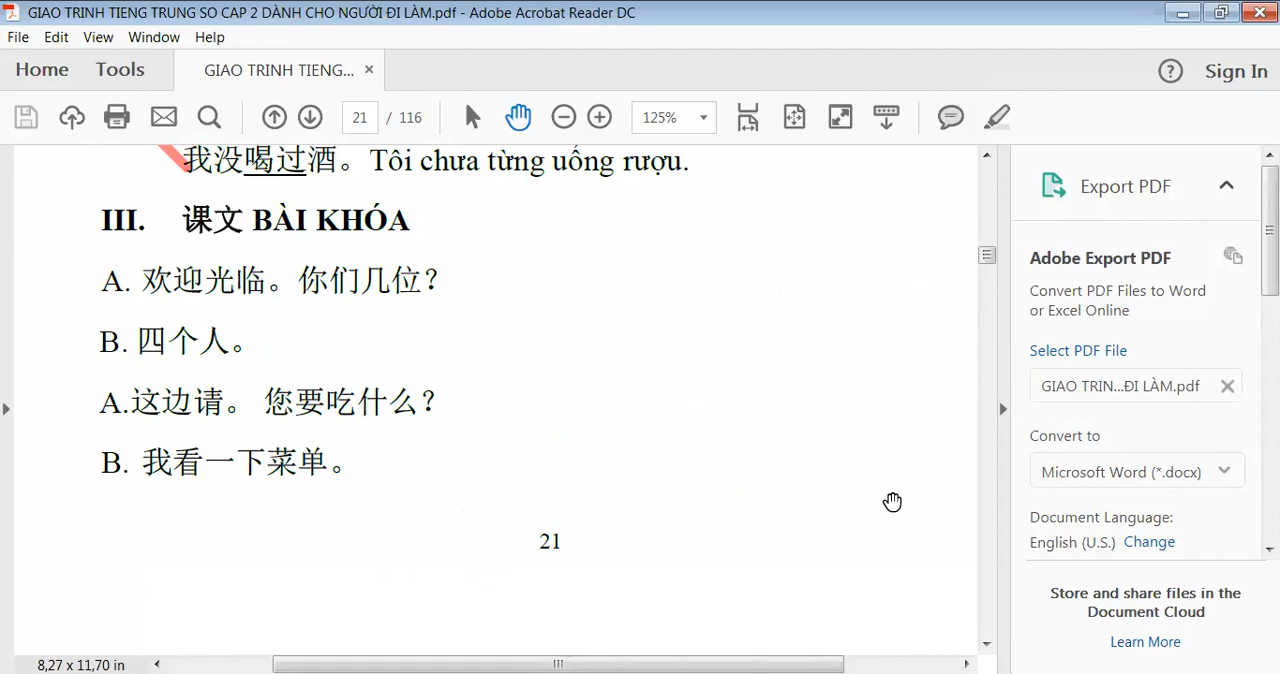 GIAO TRINH TIENG TRUNG SO CAP 2 DÀNH CHO NGƯỜI ĐI LÀM.pdf - Adobe Acrobat Reader DC
File Edit View Window Help
Home Tools GIAO TRINH TIENG... × ? Sign In
21 / 116 125%
我没喝过酒。Tôi chưa từng uống rượu.
III. 课文 BÀI KHÓA
A. 欢迎光临。你们几位？
B. 四个人。
A.这边请。 您要吃什么？
B. 我看一下菜单。
21
8,27 x 11,70 in
Export PDF
Adobe Export PDF
Convert PDF Files to Word
or Excel Online
Select PDF File
GIAO TRIN...ĐI LÀM.pdf
Convert to
Microsoft Word (*.docx)
Document Language:
English (U.S.) Change
Store and share files in the
Document Cloud
Learn More